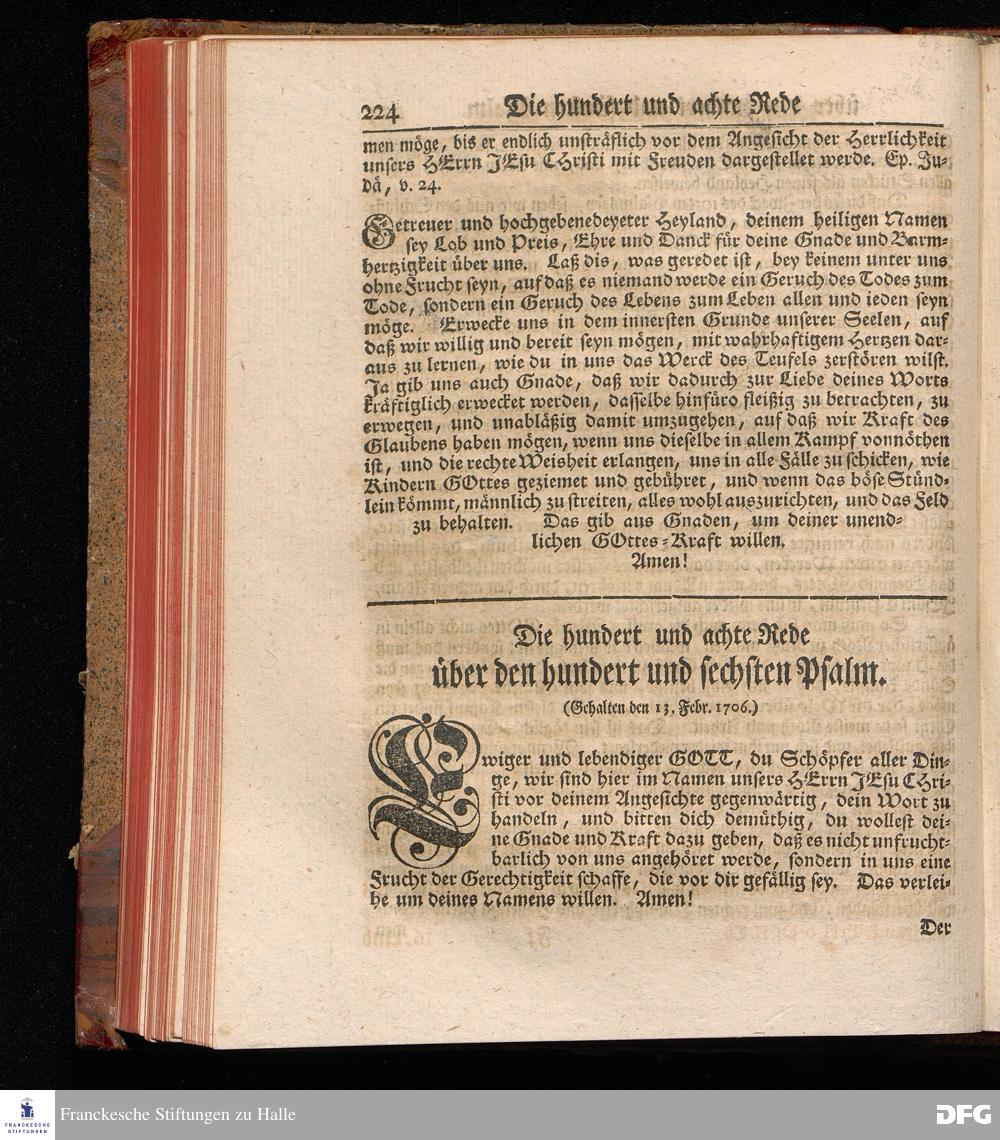 224 Die hundert und achte Rede
men möge, bis er endlich unsträflich vor dem Angesicht der Herrlichkeit
unsers HErrn JEsu CHristi mit Freuden dargestellet werde. Ep. Ju-
dä, v. 24.
Getreuer und hochgebenedeyeter Heyland, deinem heiligen Namen
sey Lob und Preis, Ehre und Danck für deine Gnade und Barm-
hertzigkeit über uns. Laß dis, was geredet ist, bey keinem unter uns
ohne Frucht seyn, auf daß es niemand werde ein Geruch des Todes zum
Tode, sondern ein Geruch des Lebens zum Leben allen und ieden seyn
möge. Erwecke uns in dem innersten Grunde unserer Seelen, auf
daß wir willig und bereit seyn mögen, mit wahrhaftigem Hertzen dar-
aus zu lernen, wie du in uns das Werck des Teufels zerstören wilst.
Ja gib uns auch Gnade, daß wir dadurch zur Liebe deines Worts
kräftiglich erwecket werden, dasselbe hinfüro fleißig zu betrachten, zu
erwegen, und unabläßig damit umzugehen, auf daß wir Kraft des
Glaubens haben mögen, wenn uns dieselbe in allem Kampf vonnöthen
ist, und die rechte Weisheit erlangen, uns in alle Fälle zu schicken, wie
Kindern GOttes geziemet und gebühret, und wenn das böse Stünd-
lein kömmt, männlich zu streiten, alles wohl auszurichten, und das Feld
zu behalten. Das gib aus Gnaden, um deiner unend-
lichen GOttes-Kraft willen.
Amen!
Die hundert und achte Rede
über den hundert und sechsten Psalm.
(Gehalten den 13. Febr. 1706.)
Ewiger und lebendiger GOTT, du Schöpfer aller Din-
ge, wir sind hier im Namen unsers HErrn JEsu CHri-
sti vor deinem Angesichte gegenwärtig, dein Wort zu
handeln, und bitten dich demüthig, du wollest dei-
ne Gnade und Kraft dazu geben, daß es nicht unfrucht-
barlich von uns angehöret werde, sondern in uns eine
Frucht der Gerechtigkeit schaffe, die vor dir gefällig sey. Das verlei-
he um deines Namens willen. Amen!
Der
FRANCKESCHE
STIFTUNGEN
Franckesche Stiftungen zu Halle
DFG